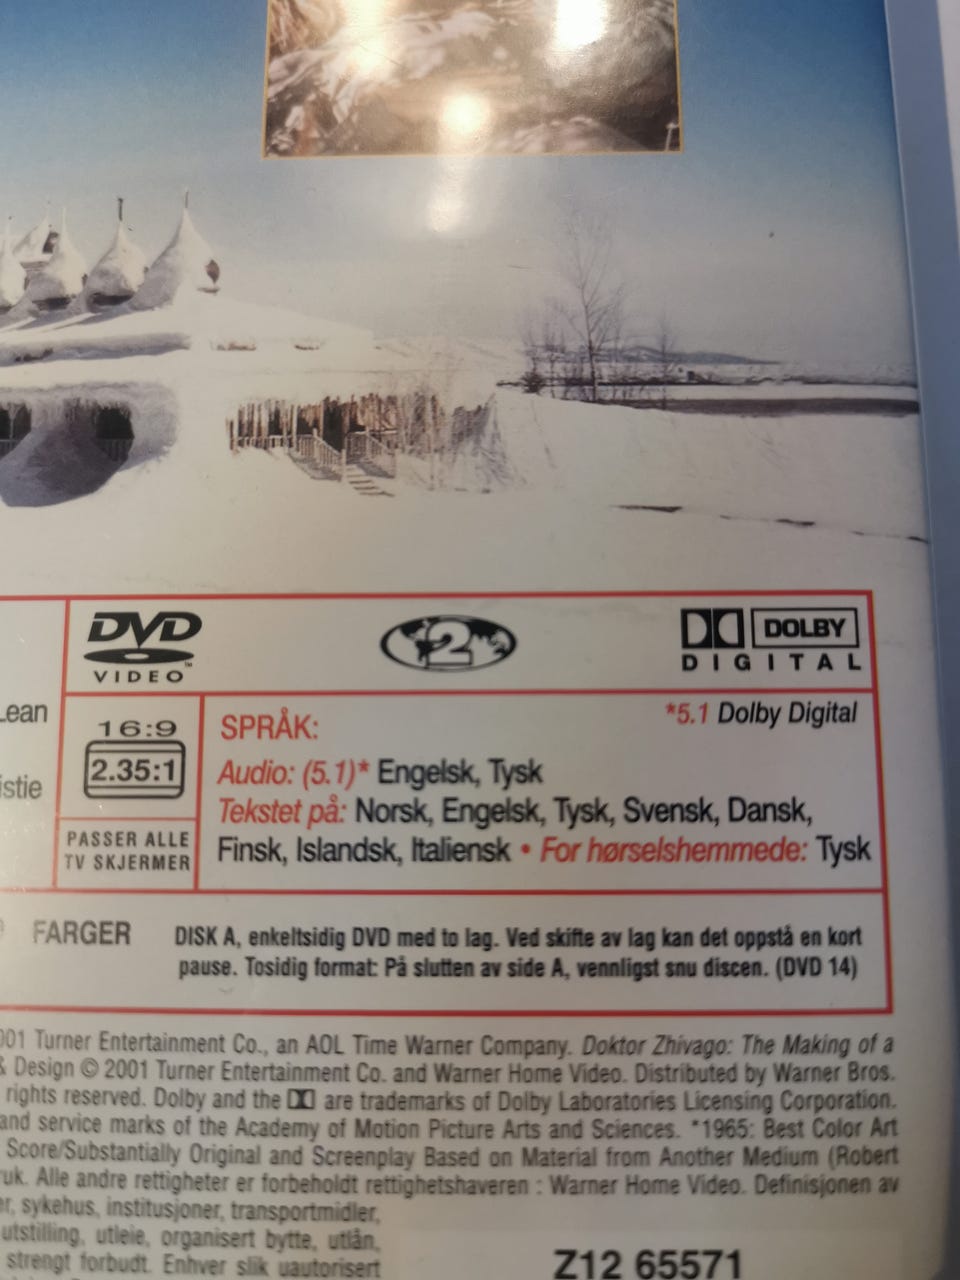 DVD
VIDEO
2
DOLBY
DIGITAL
Lean
istie
16:9
2.35:1
PASSER ALLE
TV SKJERMER
SPRÅK:
*5.1 Dolby Digital
Audio: (5.1)* Engelsk, Tysk
Tekstet på: Norsk, Engelsk, Tysk, Svensk, Dansk,
Finsk, Islandsk, Italiensk • For hørselshemmede: Tysk
FARGER
DISK A, enkeltsidig DVD med to lag. Ved skifte av lag kan det oppstå en kort
pause. Tosidig format: På slutten av side A, vennligst snu discen. (DVD 14)
001 Turner Entertainment Co., an AOL Time Warner Company. Doktor Zhivago: The Making of a
& Design © 2001 Turner Entertainment Co. and Warner Home Video. Distributed by Warner Bros.
rights reserved. Dolby and the DD are trademarks of Dolby Laboratories Licensing Corporation.
and service marks of the Academy of Motion Picture Arts and Sciences. *1965: Best Color Art
Score/Substantially Original and Screenplay Based on Material from Another Medium (Robert
ruk. Alle andre rettigheter er forbeholdt rettighetshaveren : Warner Home Video. Definisjonen av
er, sykehus, institusjoner, transportmidler,
utstilling, utleie, organisert bytte, utlån,
strengt forbudt. Enhver slik uautorisert
Z12 65571